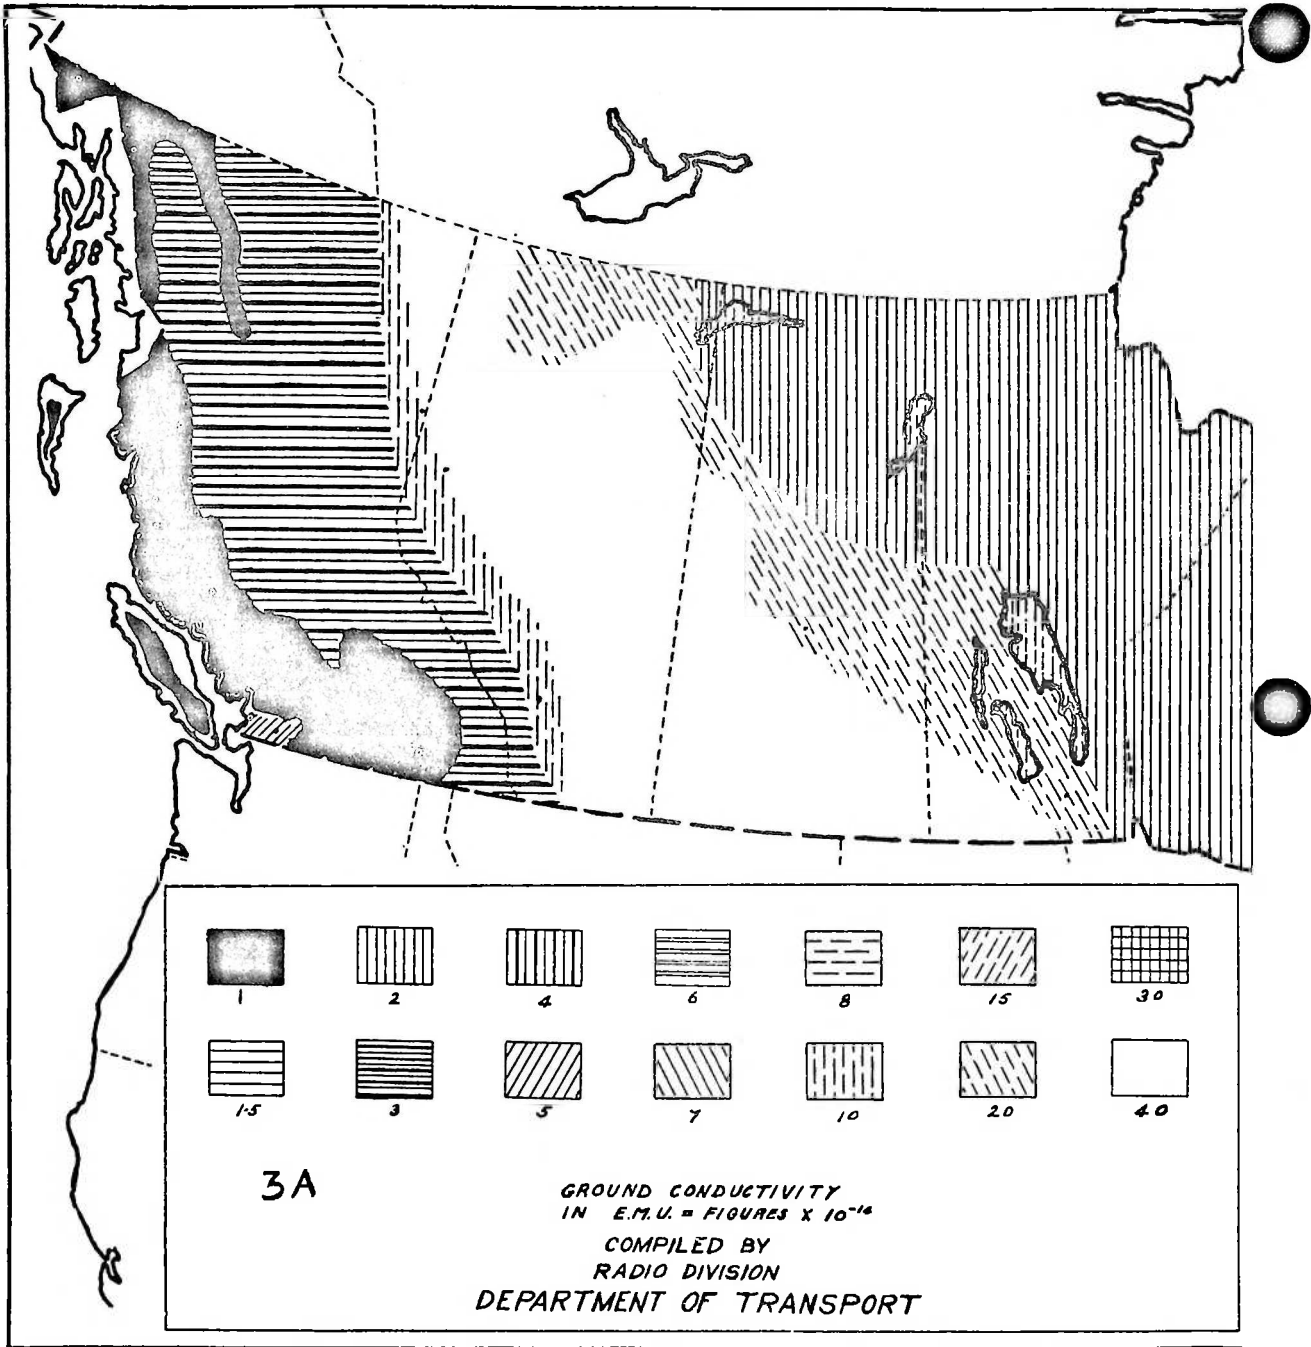 1 2 4 6 8 15 30
1.5 3 5 7 10 20 40
3A
GROUND CONDUCTIVITY
IN E.M.U. = FIGURES X 10⁻¹⁴
COMPILED BY
RADIO DIVISION
DEPARTMENT OF TRANSPORT